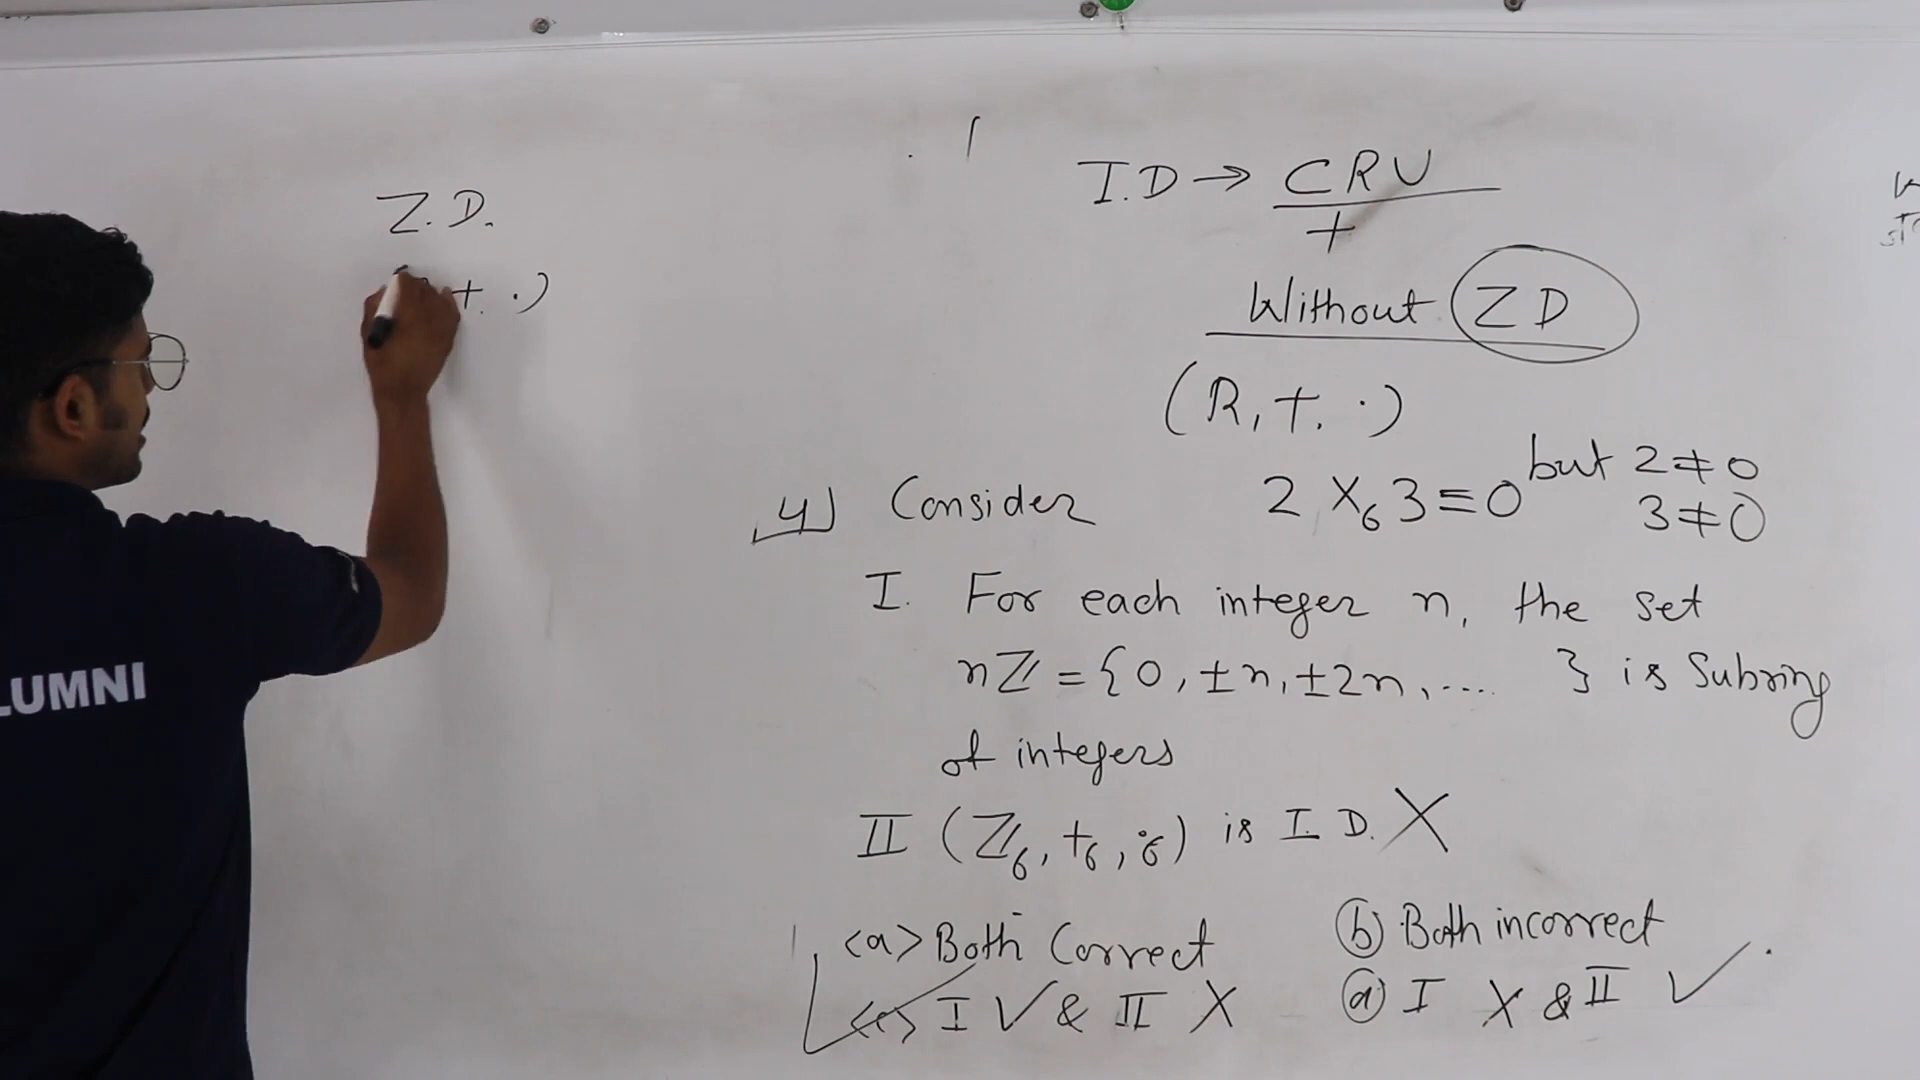 Z.D.
+ . )
I.D → CRU
+
Without ZD
(R, +, ·)
but 2 ≠ 0
4) Consider 2 ×₆ 3 = 0 3 ≠ 0
I. For each integer n, the set
nℤ = {0, ±n, ±2n, .... } is Subring
of integers
II (ℤ₆, +₆, ·₆) is I.D. X
<a> Both Correct (b) Both incorrect
<c> I ✓ & II X (d) I X & II ✓
LUMNI